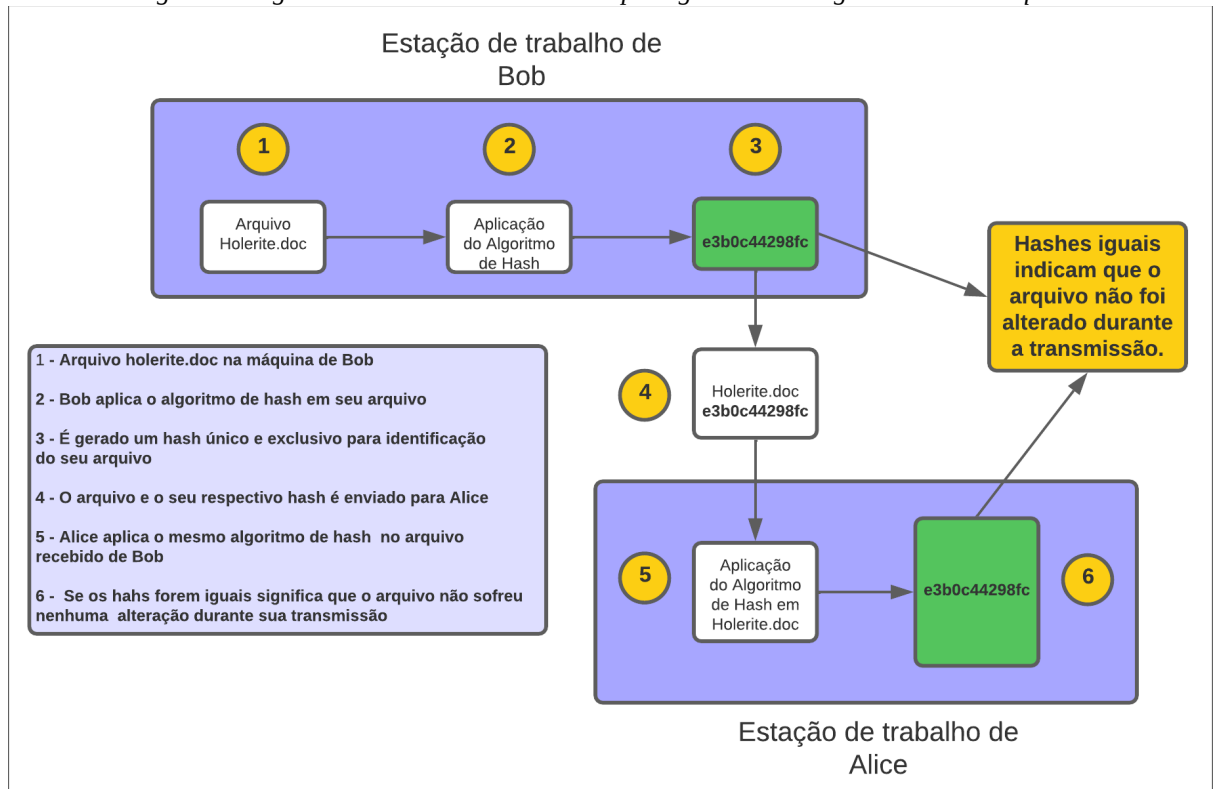 Estação de trabalho de
Bob
1
2
3
Arquivo
Holerite.doc
Aplicação
do Algoritmo
de Hash
e3b0c44298fc
Hashes iguais
indicam que o
arquivo não foi
alterado durante
a transmissão.
1 - Arquivo holerite.doc na máquina de Bob
2 - Bob aplica o algoritmo de hash em seu arquivo
3 - É gerado um hash único e exclusivo para identificação
do seu arquivo
4 - O arquivo e o seu respectivo hash é enviado para Alice
5 - Alice aplica o mesmo algoritmo de hash no arquivo
recebido de Bob
6 - Se os hahs forem iguais significa que o arquivo não sofreu
nenhuma alteração durante sua transmissão
4
Holerite.doc
e3b0c44298fc
5
Aplicação
do Algoritmo
de Hash em
Holerite.doc
e3b0c44298fc
6
Estação de trabalho de
Alice